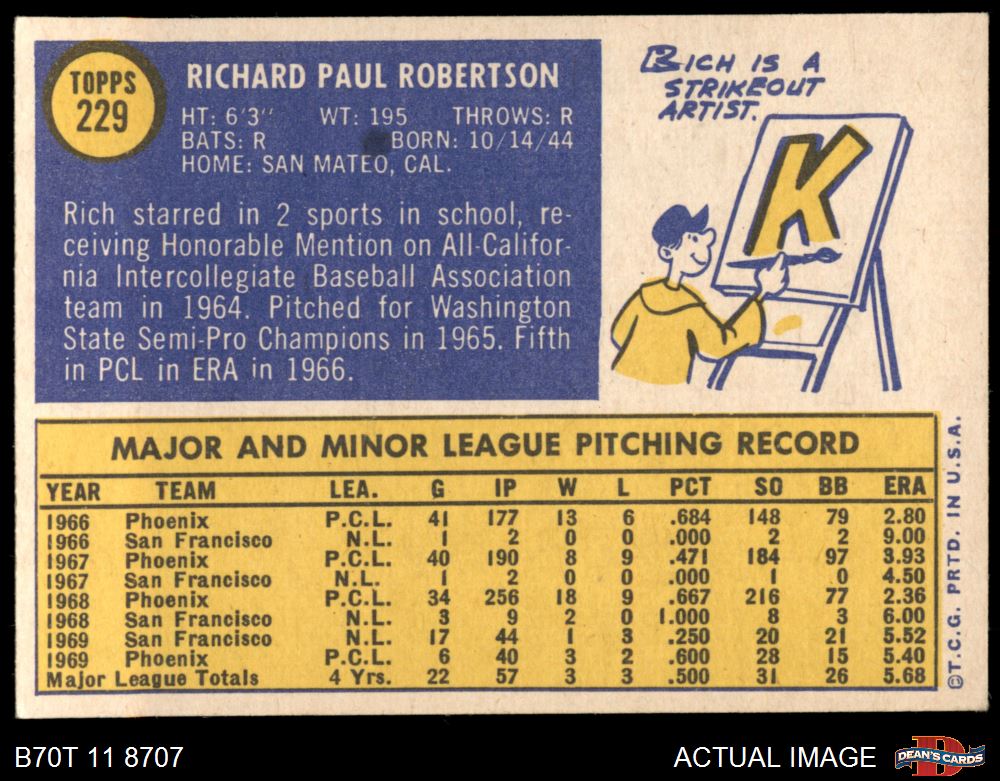 TOPPS
229
RICHARD PAUL ROBERTSON
HT: 6'3'' WT: 195 THROWS: R
BATS: R BORN: 10/14/44
HOME: SAN MATEO, CAL.
Rich starred in 2 sports in school, re-
ceiving Honorable Mention on All-Califor-
nia Intercollegiate Baseball Association
team in 1964. Pitched for Washington
State Semi-Pro Champions in 1965. Fifth
in PCL in ERA in 1966.
RICH IS A
STRIKEOUT
ARTIST.
K
MAJOR AND MINOR LEAGUE PITCHING RECORD
YEAR TEAM LEA. G IP W L PCT SO BB ERA
1966 Phoenix P.C.L. 41 177 13 6 .684 148 79 2.80
1966 San Francisco N.L. 1 2 0 0 .000 2 2 9.00
1967 Phoenix P.C.L. 40 190 8 9 .471 184 97 3.93
1967 San Francisco N.L. 1 2 0 0 .000 1 0 4.50
1968 Phoenix P.C.L. 34 256 18 9 .667 216 77 2.36
1968 San Francisco N.L. 3 9 2 0 1.000 8 3 6.00
1969 San Francisco N.L. 17 44 1 3 .250 20 21 5.52
1969 Phoenix P.C.L. 6 40 3 2 .600 28 15 5.40
Major League Totals 4 Yrs. 22 57 3 3 .500 31 26 5.68
© T.C.G. PRTD. IN U.S.A.
B70T 11 8707
ACTUAL IMAGE
D
DEAN'S CARDS